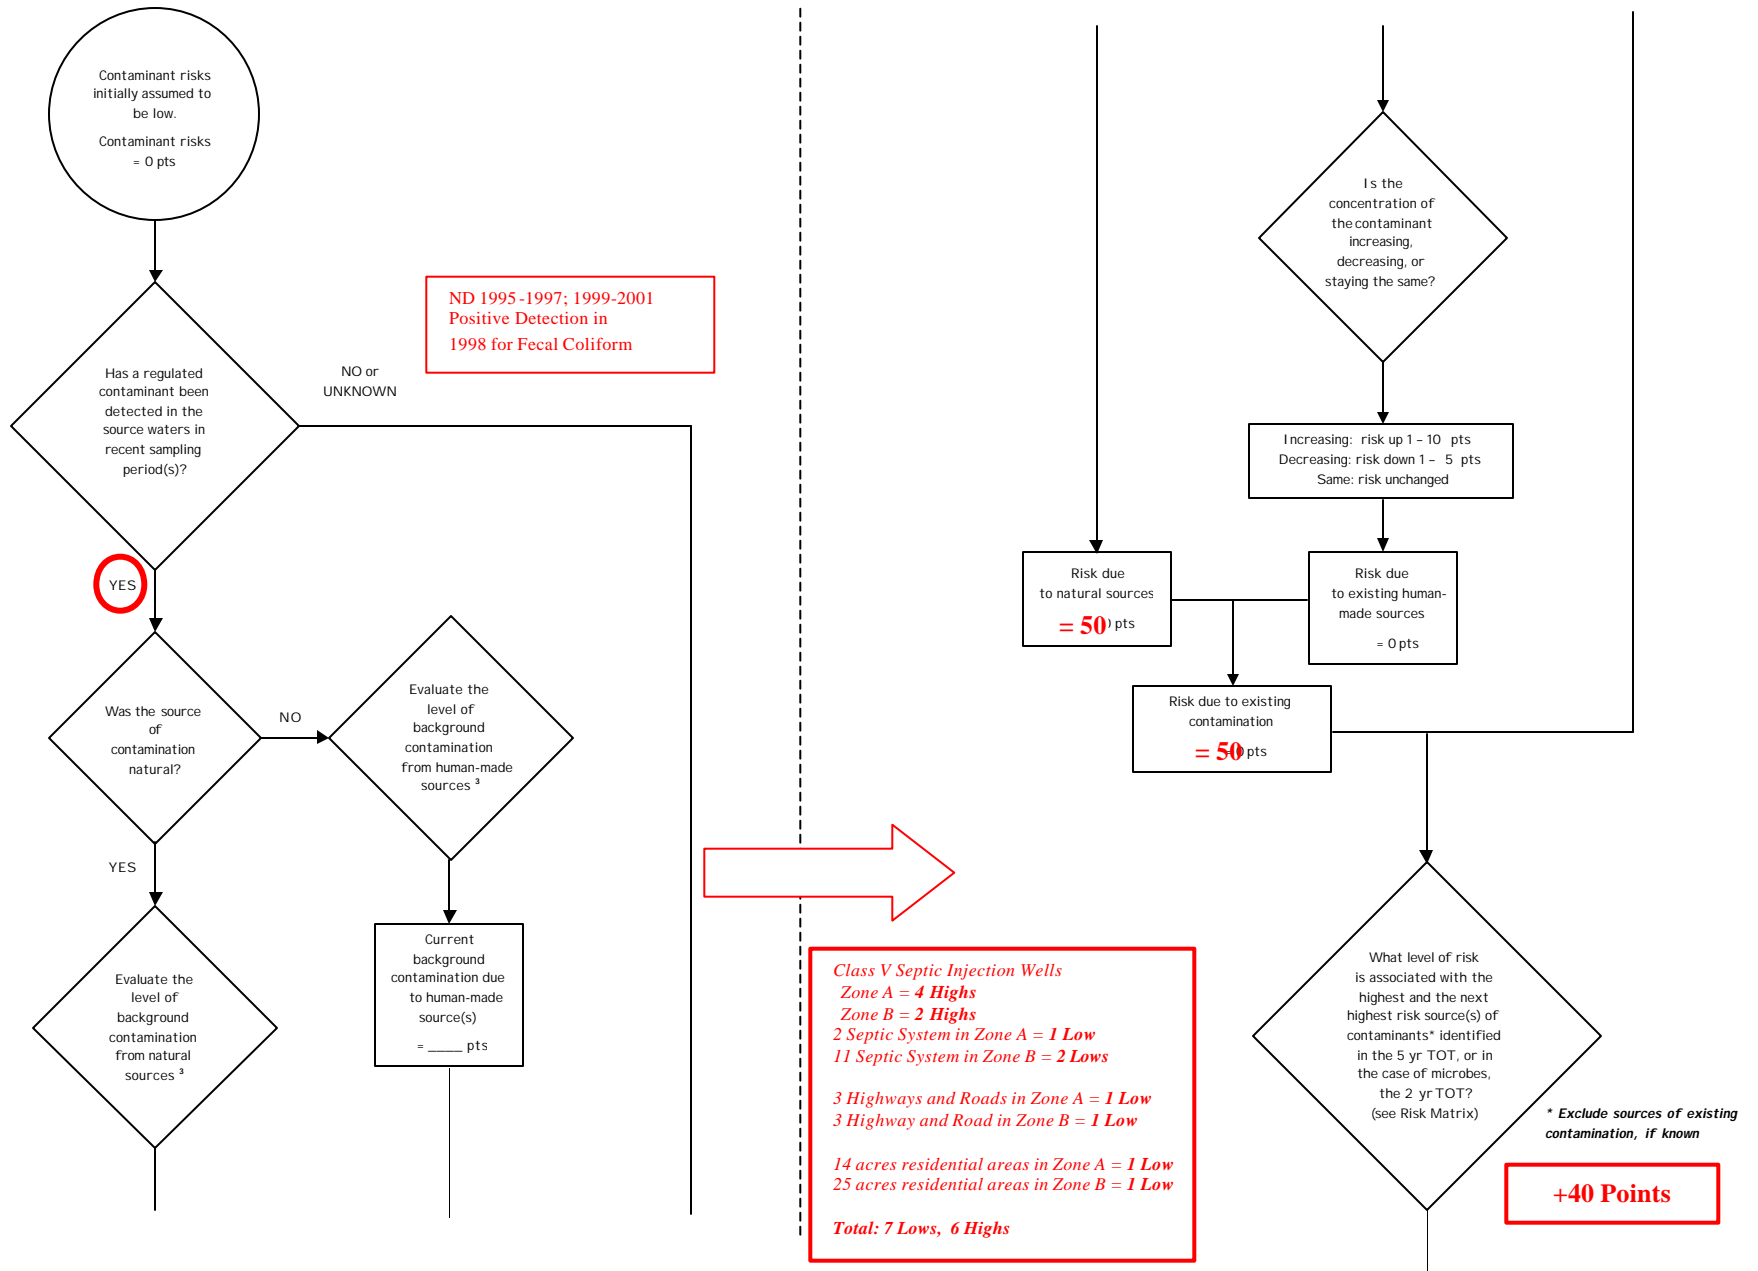 Contaminant risks
initially assumed to
be low.
Contaminant risks
= 0 pts
Has a regulated
contaminant been
detected in the
source waters in
recent sampling
period(s)?
NO or
UNKNOWN
ND 1995-1997; 1999-2001
Positive Detection in
1998 for Fecal Coliform
YES
Was the source
of
contamination
natural?
NO
Evaluate the
level of
background
contamination
from human-made
sources ³
YES
Evaluate the
level of
background
contamination
from natural
sources ³
Current
background
contamination due
to human-made
source(s)
= ____ pts
Is the
concentration of
the contaminant
increasing,
decreasing, or
staying the same?
Increasing: risk up 1 – 10 pts
Decreasing: risk down 1 – 5 pts
Same: risk unchanged
Risk due
to natural sources
= 50 pts
Risk due
to existing human-
made sources
= 0 pts
Risk due to existing
contamination
= 50 pts
Class V Septic Injection Wells
Zone A = 4 Highs
Zone B = 2 Highs
2 Septic System in Zone A = 1 Low
11 Septic System in Zone B = 2 Lows
3 Highways and Roads in Zone A = 1 Low
3 Highway and Road in Zone B = 1 Low
14 acres residential areas in Zone A = 1 Low
25 acres residential areas in Zone B = 1 Low
Total: 7 Lows, 6 Highs
What level of risk
is associated with the
highest and the next
highest risk source(s) of
contaminants* identified
in the 5 yr TOT, or in
the case of microbes,
the 2 yr TOT?
(see Risk Matrix)
* Exclude sources of existing
contamination, if known
+40 Points